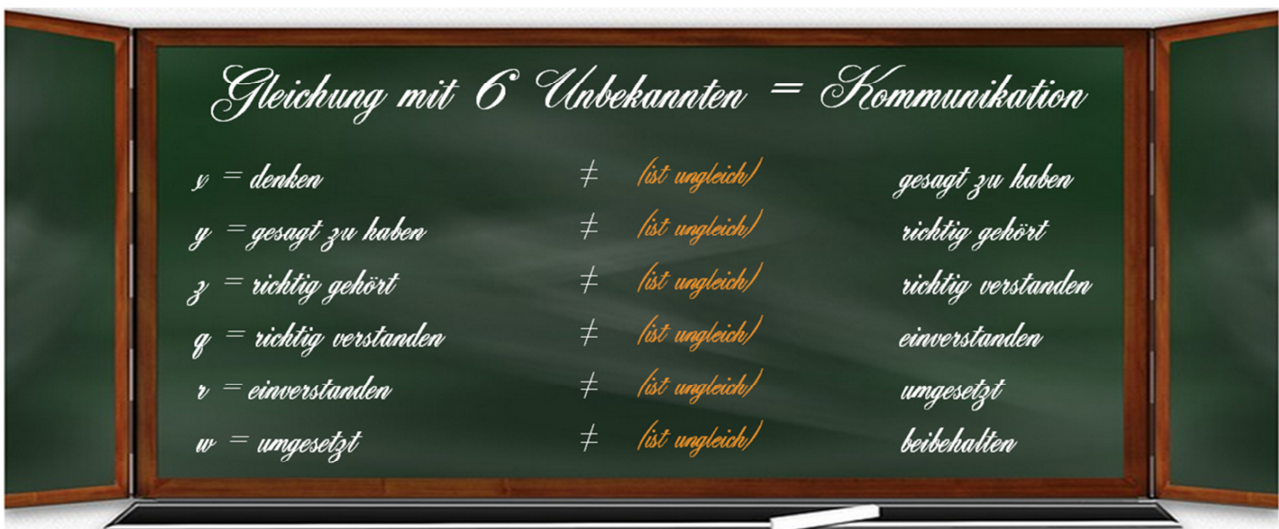 Gleichung mit 6 Unbekannten = Kommunikation
x = denken ≠ (ist ungleich) gesagt zu haben
y = gesagt zu haben ≠ (ist ungleich) richtig gehört
z = richtig gehört ≠ (ist ungleich) richtig verstanden
q = richtig verstanden ≠ (ist ungleich) einverstanden
r = einverstanden ≠ (ist ungleich) umgesetzt
w = umgesetzt ≠ (ist ungleich) beibehalten